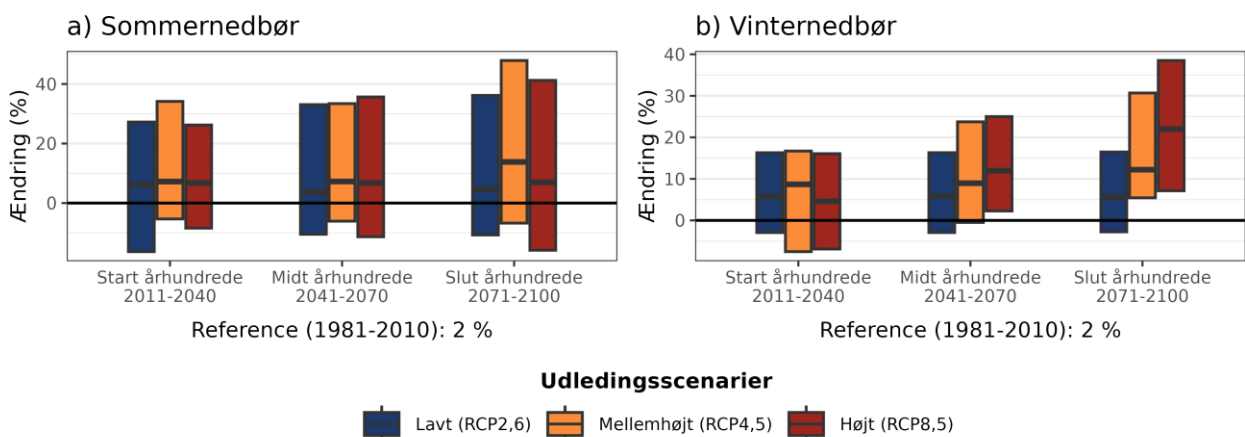 a) Sommernedbør
Ændring (%)
40
20
0
Start århundrede
2011-2040
Midt århundrede
2041-2070
Slut århundrede
2071-2100
Reference (1981-2010): 2 %
b) Vinternedbør
Ændring (%)
40
30
20
10
0
Start århundrede
2011-2040
Midt århundrede
2041-2070
Slut århundrede
2071-2100
Reference (1981-2010): 2 %
Udledingsscenarier
Lavt (RCP2,6)
Mellemhøjt (RCP4,5)
Højt (RCP8,5)